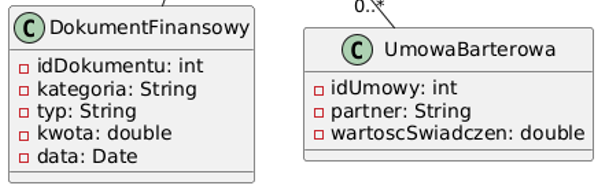 0..*
C DokumentFinansowy
idDokumentu: int
kategoria: String
typ: String
kwota: double
data: Date
C UmowaBarterowa
idUmowy: int
partner: String
wartoscSwiadczen: double